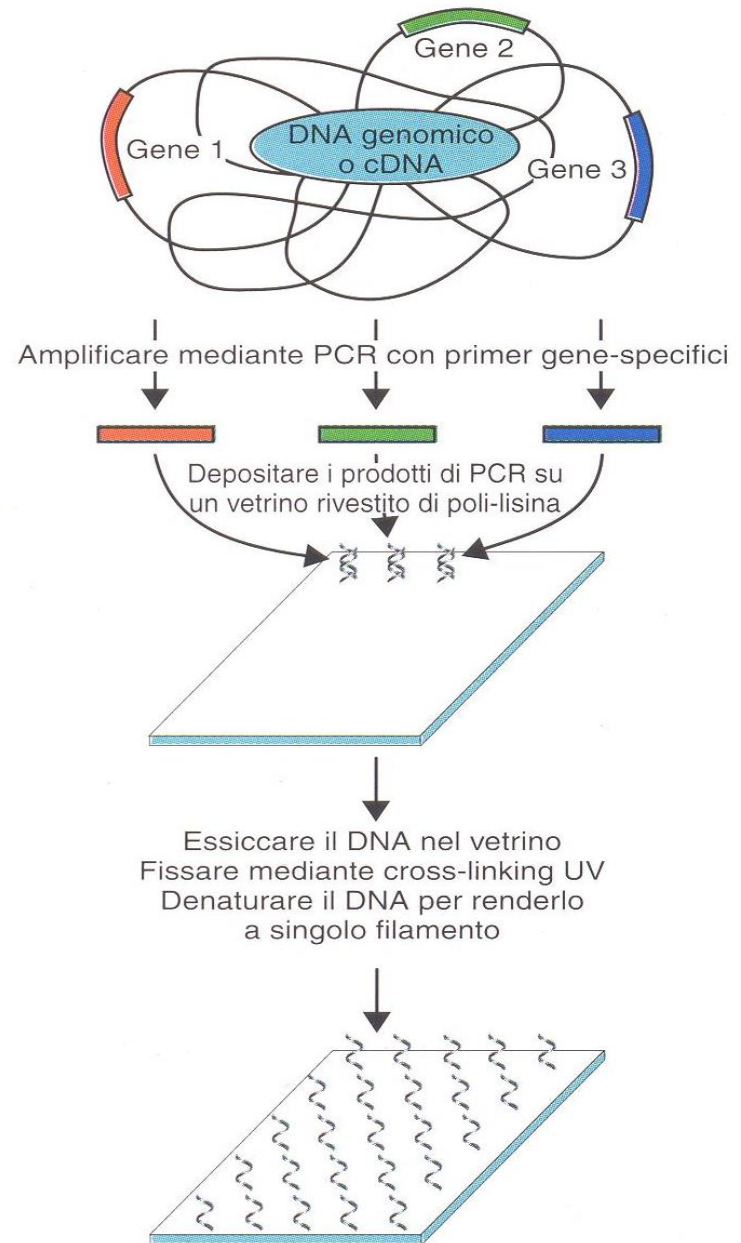 Gene 2
Gene 1
DNA genomico
o cDNA
Gene 3
Amplificare mediante PCR con primer gene-specifici
Depositare i prodotti di PCR su
un vetrino rivestito di poli-lisina
Essiccare il DNA nel vetrino
Fissare mediante cross-linking UV
Denaturare il DNA per renderlo
a singolo filamento